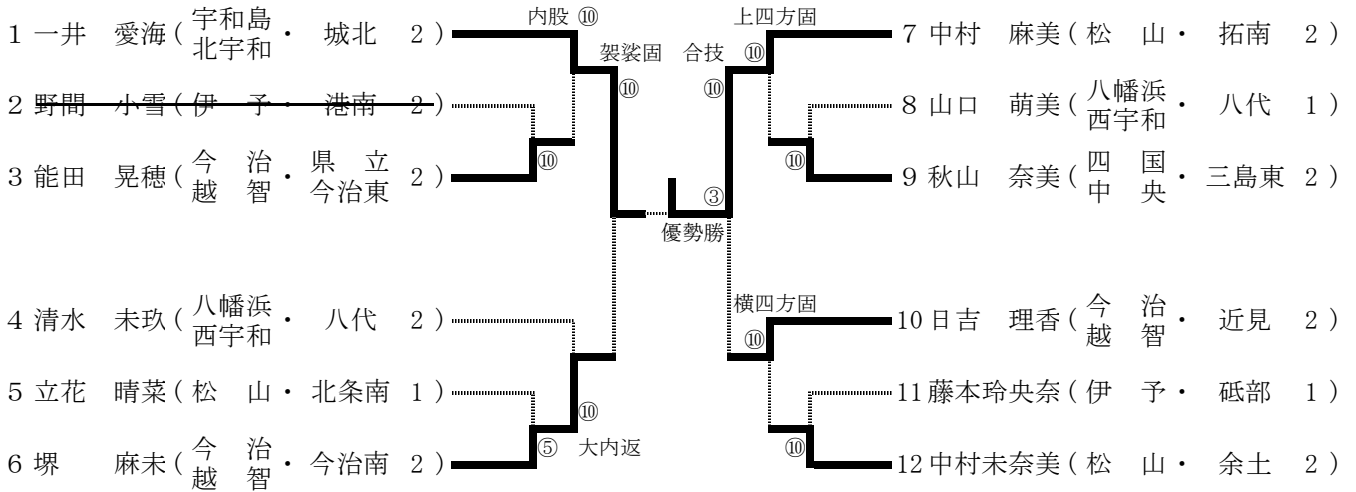 内股 ⑩
上四方固
1 一井 愛海 ( 宇和島 北宇和 ・ 城北 2 )
7 中村 麻美 ( 松 山 ・ 拓南 2 )
袈裟固 合技 ⑩
⑩ ⑩
2 野間 小雪 ( 伊 予 ・ 港南 2 )
8 山口 萌美 ( 八幡浜 西宇和 ・ 八代 1 )
⑩ ⑩
3 能田 晃穂 ( 今 治 越 智 ・ 県 立 今治東 2 )
9 秋山 奈美 ( 四 国 中 央 ・ 三島東 2 )
③
優勢勝
横四方固
4 清水 未玖 ( 八幡浜 西宇和 ・ 八代 2 )
10 日吉 理香 ( 今 治 越 智 ・ 近見 2 )
⑩
5 立花 晴菜 ( 松 山 ・ 北条南 1 )
11 藤本玲央奈 ( 伊 予 ・ 砥部 1 )
⑩
⑤ 大内返 ⑩
6 堺 麻未 ( 今 治 越 智 ・ 今治南 2 )
12 中村未奈美 ( 松 山 ・ 余土 2 )